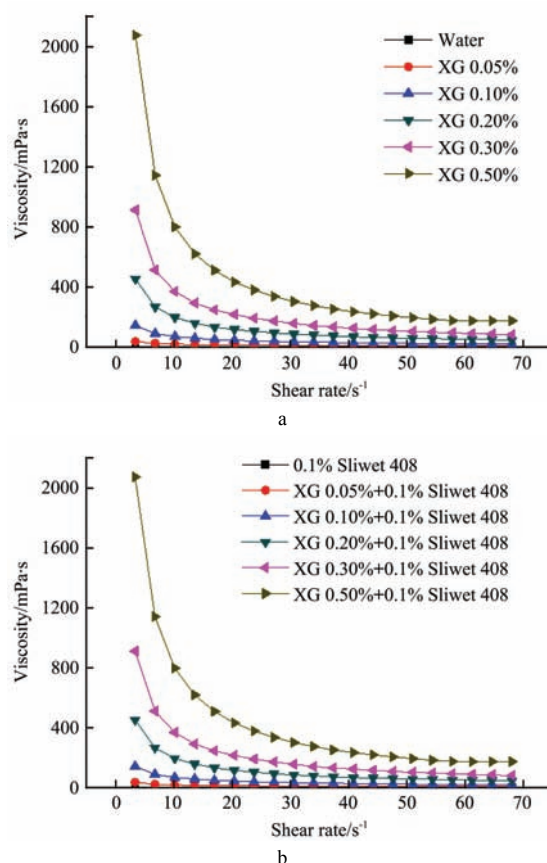 2000
1600
1200
800
400
0
Viscosity/mPa·s
Water
XG 0.05%
XG 0.10%
XG 0.20%
XG 0.30%
XG 0.50%
0 10 20 30 40 50 60 70
Shear rate/s⁻¹
a
2000
1600
1200
800
400
0
Viscosity/mPa·s
0.1% Sliwet 408
XG 0.05%+0.1% Sliwet 408
XG 0.10%+0.1% Sliwet 408
XG 0.20%+0.1% Sliwet 408
XG 0.30%+0.1% Sliwet 408
XG 0.50%+0.1% Sliwet 408
0 10 20 30 40 50 60 70
Shear rate/s⁻¹
b